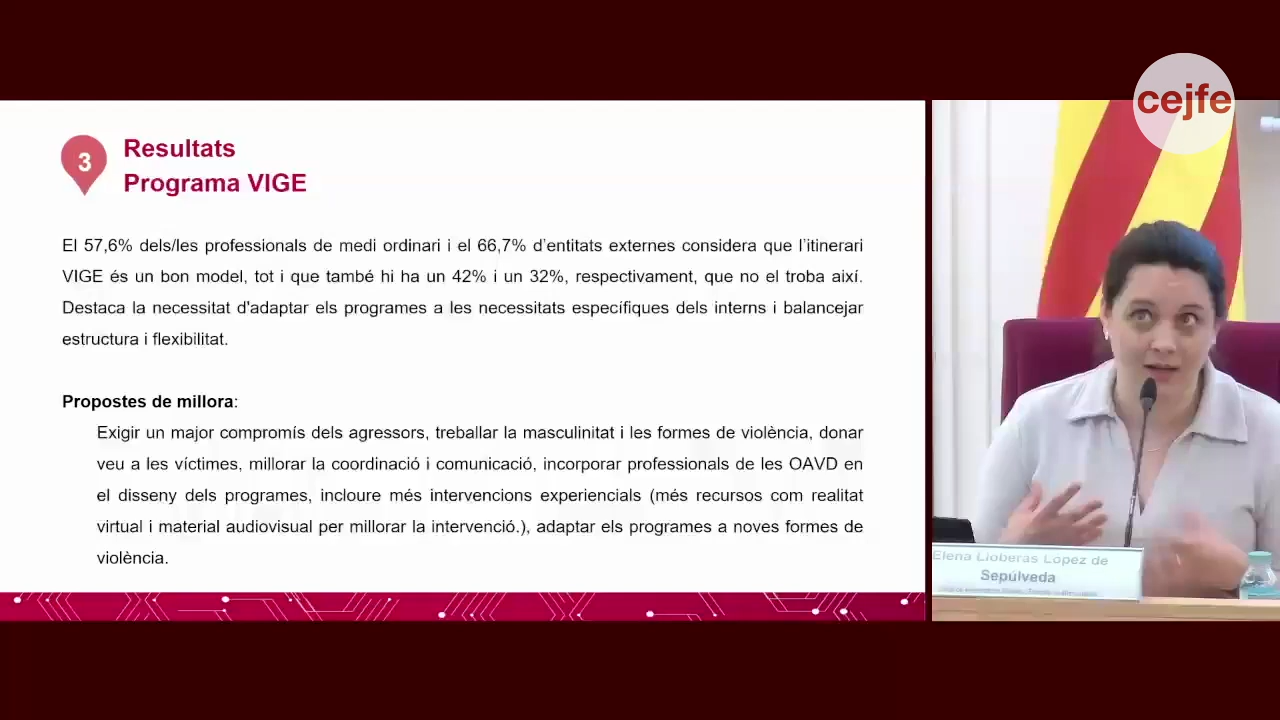 cejfe
3
Resultats
Programa VIGE
El 57,6% dels/les professionals de medi ordinari i el 66,7% d'entitats externes considera que l'itinerari
VIGE és un bon model, tot i que també hi ha un 42% i un 32%, respectivament, que no el troba així.
Destaca la necessitat d'adaptar els programes a les necessitats específiques dels interns i balancejar
estructura i flexibilitat.
Propostes de millora:
Exigir un major compromís dels agressors, treballar la masculinitat i les formes de violència, donar
veu a les víctimes, millorar la coordinació i comunicació, incorporar professionals de les OAVD en
el disseny dels programes, incloure més intervencions experiencials (més recursos com realitat
virtual i material audiovisual per millorar la intervenció.), adaptar els programes a noves formes de
violència.
Elena Lloberas López de
Sepúlveda